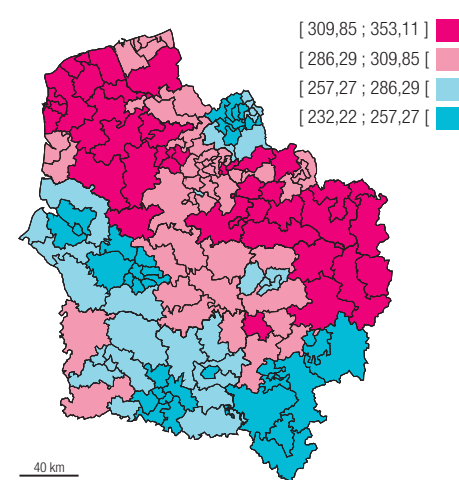 [ 309,85 ; 353,11 ]
[ 286,29 ; 309,85 [
[ 257,27 ; 286,29 [
[ 232,22 ; 257,27 [
40 km